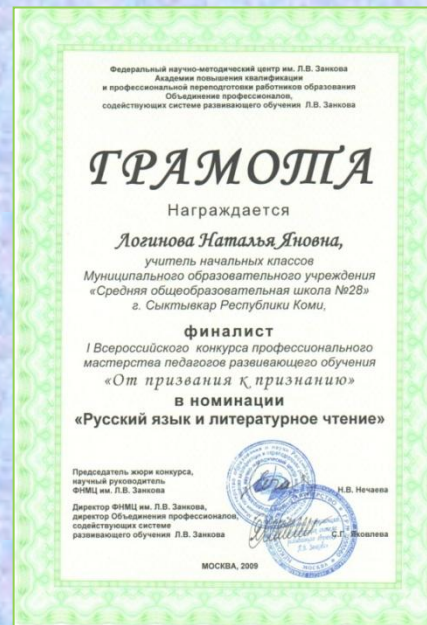 Федеральный научно-методический центр им. Л.В. Занкова
Академии повышения квалификации
и профессиональной переподготовки работников образования
Объединение профессионалов,
содействующих системе развивающего обучения Л.В. Занкова
ГРАМОТА
Награждается
Логинова Наталья Яновна,
учитель начальных классов
Муниципального образовательного учреждения
«Средняя общеобразовательная школа №28»
г. Сыктывкар Республики Коми,
финалист
I Всероссийского конкурса профессионального
мастерства педагогов развивающего обучения
«От призвания к признанию»
в номинации
«Русский язык и литературное чтение»
Председатель жюри конкурса,
научный руководитель
ФНМЦ им. Л.В. Занкова
Н.В. Нечаева
Директор ФНМЦ им. Л.В. Занкова,
директор Объединения профессионалов,
содействующих системе
развивающего обучения Л.В. Занкова
С.Г. Яковлева
МОСКВА, 2009